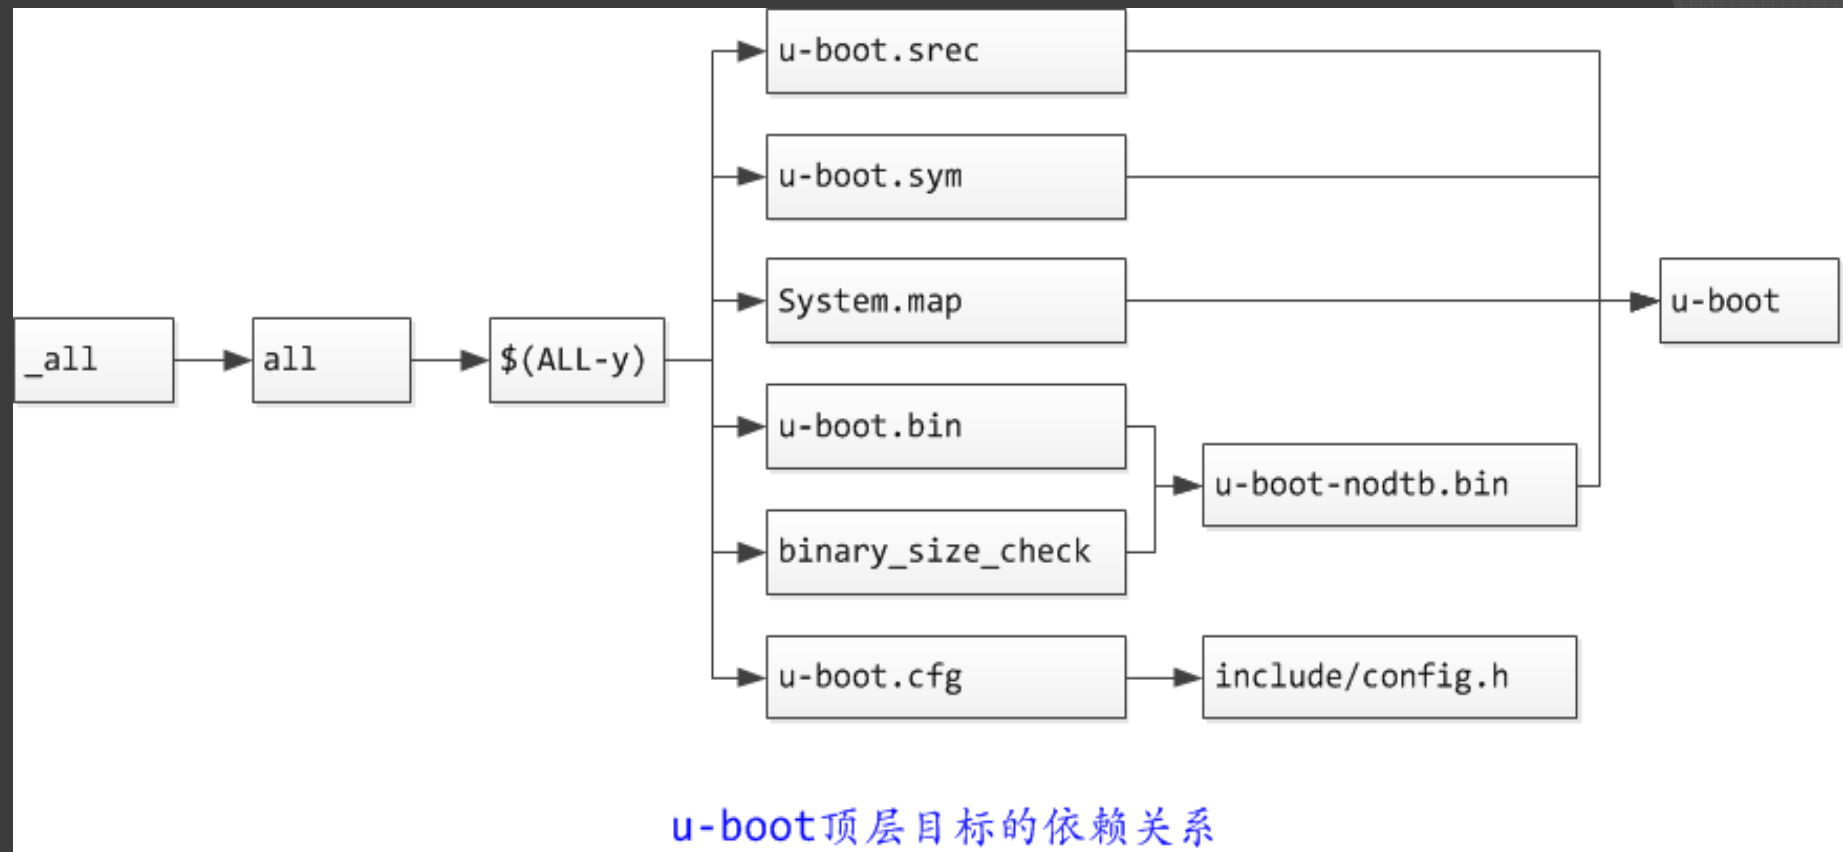 u-boot.srec
u-boot.sym
System.map
u-boot
_all
all
$(ALL-y)
u-boot.bin
u-boot-nodtb.bin
binary_size_check
u-boot.cfg
include/config.h
u-boot顶层目标的依赖关系